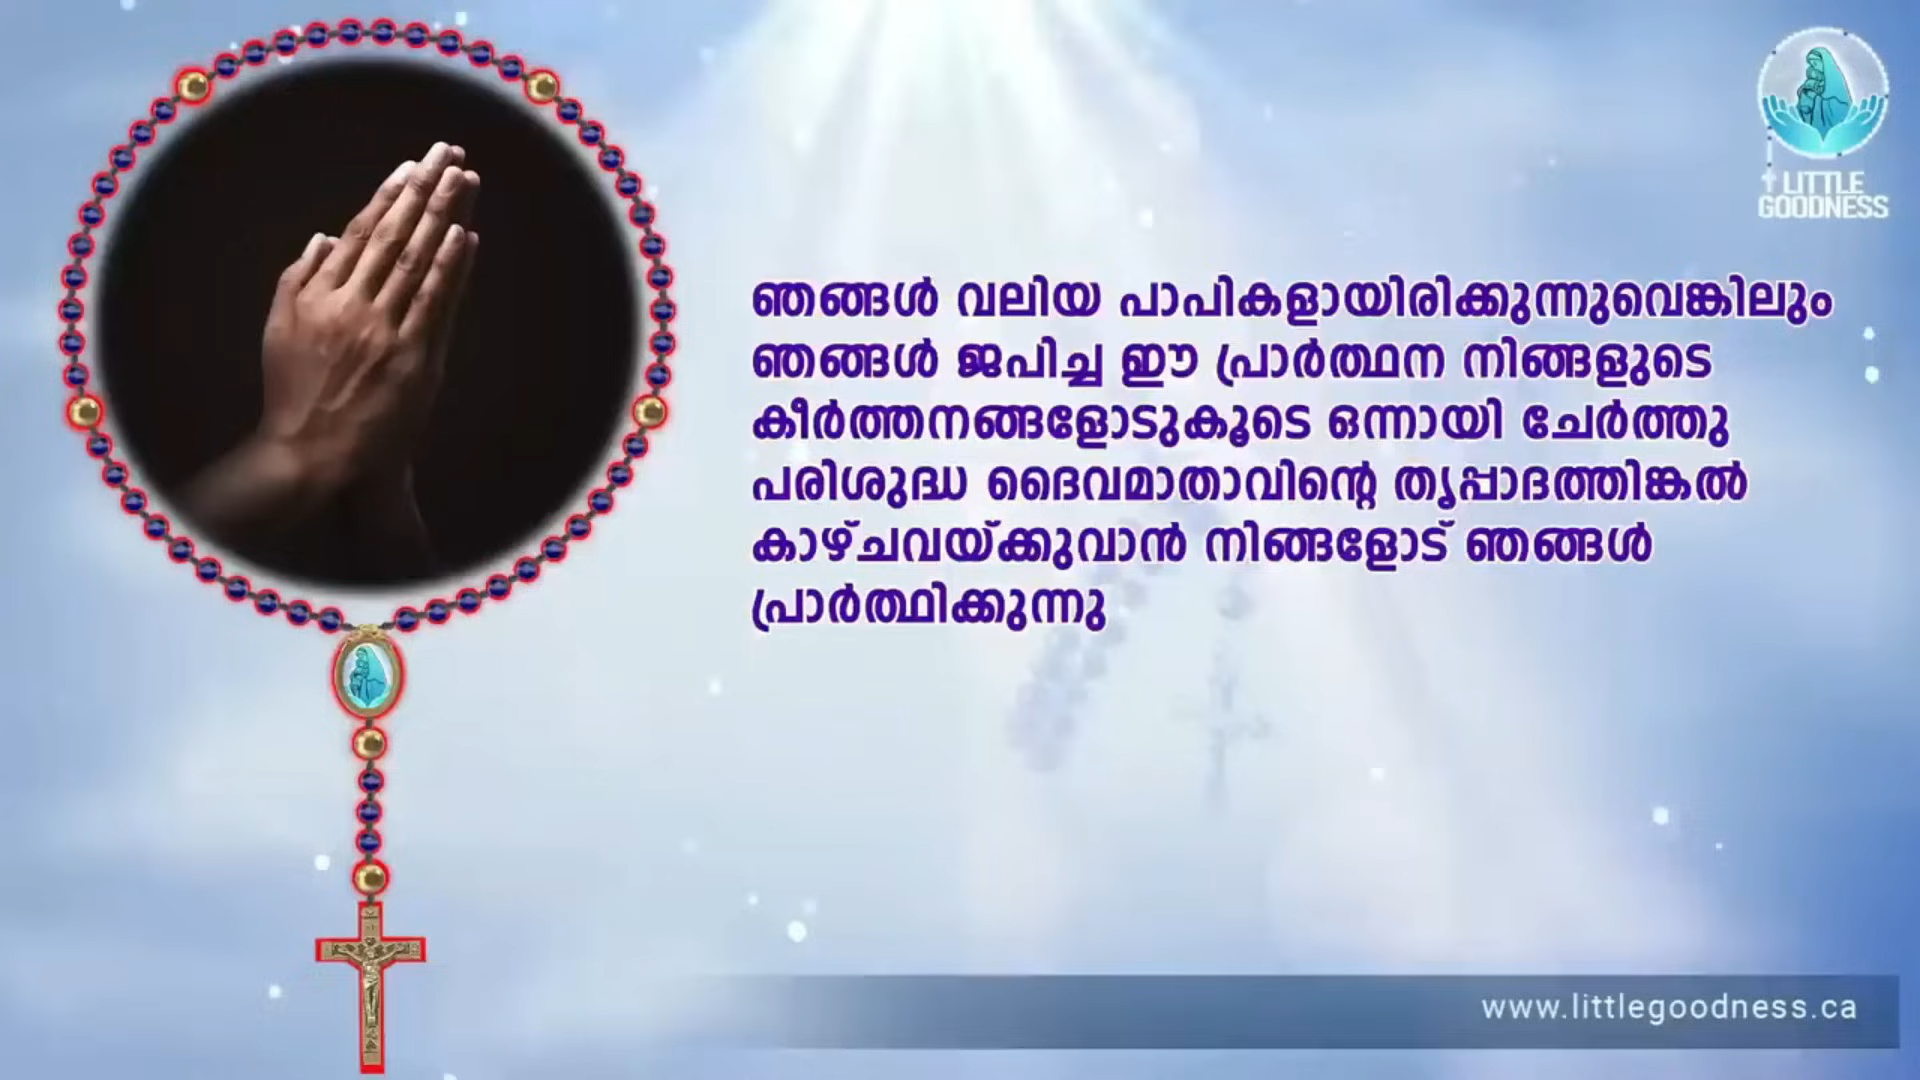 LITTLE
GOODNESS
ഞങ്ങൾ വലിയ പാപികളായിരിക്കുന്നുവെങ്കിലും
ഞങ്ങൾ ജപിച്ച ഈ പ്രാർത്ഥന നിങ്ങളുടെ
കീർത്തനങ്ങളോടുകൂടെ ഒന്നായി ചേർത്തു
പരിശുദ്ധ ദൈവമാതാവിന്റെ തൃപ്പാദത്തിങ്കൽ
കാഴ്ചവയ്ക്കുവാൻ നിങ്ങളോട് ഞങ്ങൾ
പ്രാർത്ഥിക്കുന്നു
www.littlegoodness.ca